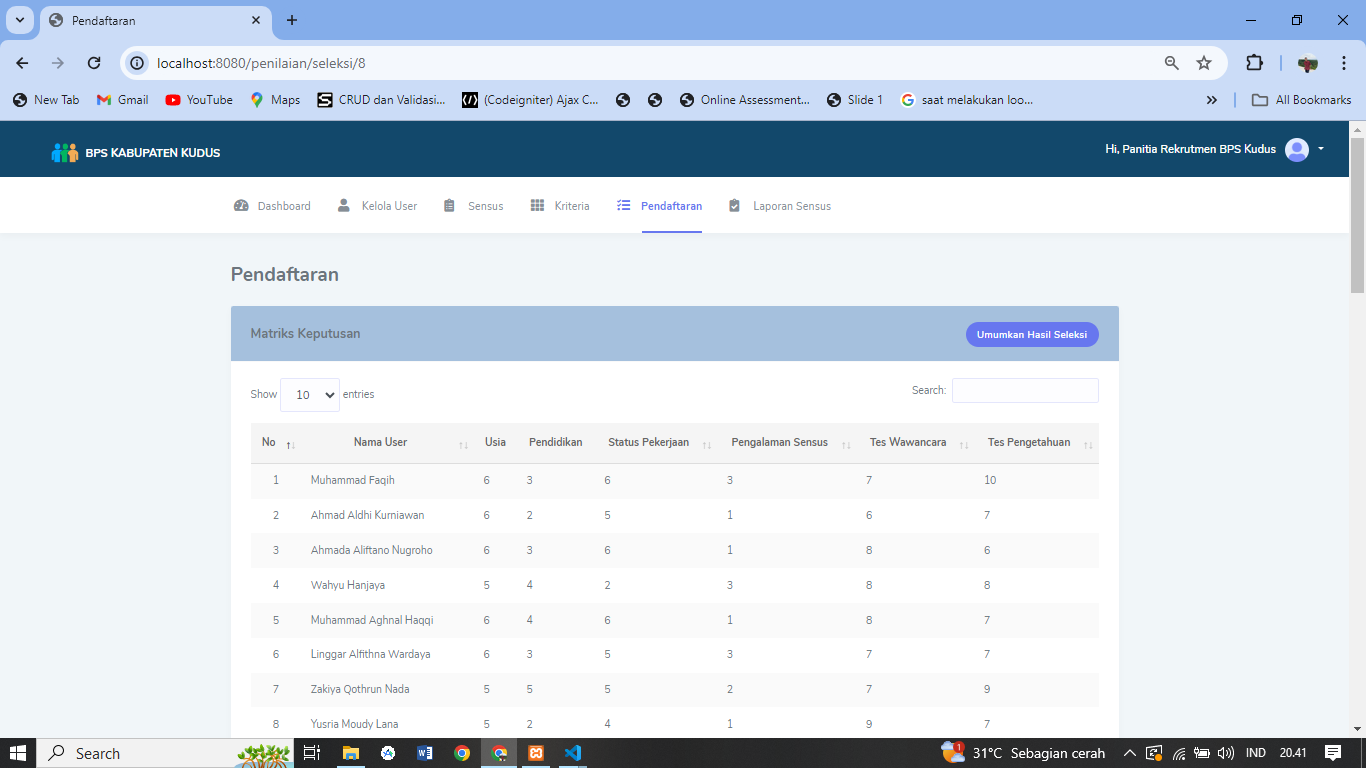 Pendaftaran
localhost:8080/penilaian/seleksi/8
New Tab Gmail YouTube Maps CRUD dan Validasi... (Codeigniter) Ajax C... Online Assessment... Slide 1 saat melakukan loo... All Bookmarks
BPS KABUPATEN KUDUS Hi, Panitia Rekrutmen BPS Kudus
Dashboard Kelola User Sensus Kriteria Pendaftaran Laporan Sensus
Pendaftaran
Matriks Keputusan Umumkan Hasil Seleksi
Show 10 entries Search:
No Nama User Usia Pendidikan Status Pekerjaan Pengalaman Sensus Tes Wawancara Tes Pengetahuan
1 Muhammad Faqih 6 3 6 3 7 10
2 Ahmad Aldhi Kurniawan 6 2 5 1 6 7
3 Ahmada Aliftano Nugroho 6 3 6 1 8 6
4 Wahyu Hanjaya 5 4 2 3 8 8
5 Muhammad Aghnal Haqqi 6 4 6 1 8 7
6 Linggar Alfithna Wardaya 6 3 5 3 7 7
7 Zakiya Qothrun Nada 5 5 5 2 7 9
8 Yusria Moudy Lana 5 2 4 1 9 7
Search 1 31°C Sebagian cerah IND 20.41